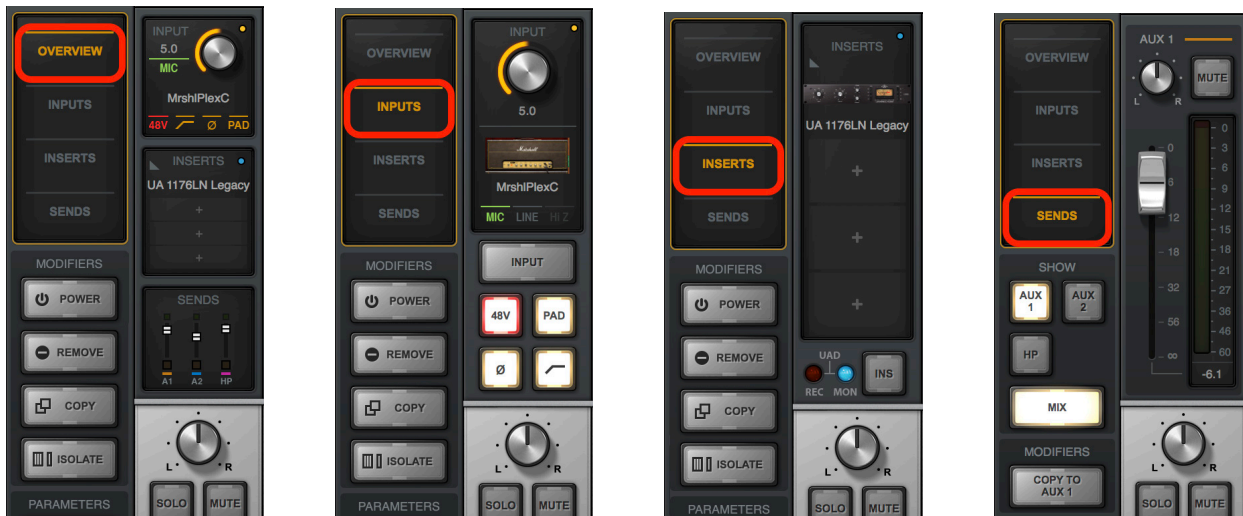 OVERVIEW
INPUTS
INSERTS
SENDS
MODIFIERS
POWER
REMOVE
COPY
ISOLATE
PARAMETERS
INPUT
5.0
MIC
MrshlPlexC
48V Ø PAD
INSERTS
UA 1176LN Legacy
+
+
+
SENDS
A1 A2 HP
L R
SOLO MUTE
OVERVIEW
INPUTS
INSERTS
SENDS
MODIFIERS
POWER
REMOVE
COPY
ISOLATE
PARAMETERS
INPUT
5.0
Marshall
MrshlPlexC
MIC LINE HI Z
INPUT
48V PAD
Ø
L R
SOLO MUTE
OVERVIEW
INPUTS
INSERTS
SENDS
MODIFIERS
POWER
REMOVE
COPY
ISOLATE
PARAMETERS
INSERTS
UA 1176LN Legacy
+
+
+
UAD
REC MON
INS
L R
SOLO MUTE
OVERVIEW
INPUTS
INSERTS
SENDS
SHOW
AUX 1
AUX 2
HP
MIX
MODIFIERS
COPY TO
AUX 1
AUX 1
L R
MUTE
0
6
12
18
32
56
∞
0
3
6
9
12
15
18
21
27
36
46
60
-6.1
L R
SOLO MUTE